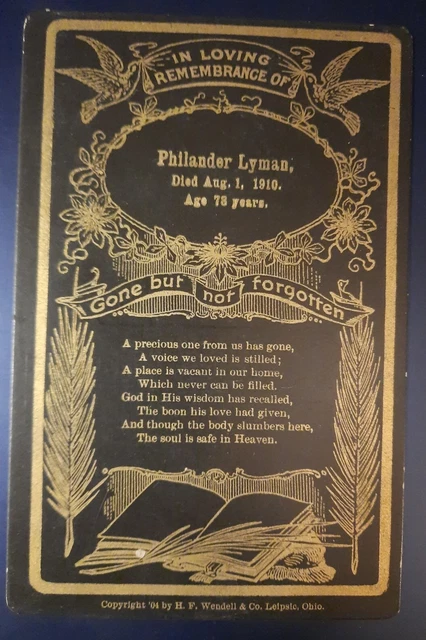 IN LOVING
REMEMBRANCE OF
Philander Lyman,
Died Aug. 1, 1910.
Age 78 years.
Gone but not forgotten
A precious one from us has gone,
A voice we loved is stilled;
A place is vacant in our home,
Which never can be filled.
God in His wisdom has recalled,
The boon his love had given,
And though the body slumbers here,
The soul is safe in Heaven.
Copyright '04 by H. F. Wendell & Co. Leipsic, Ohio.